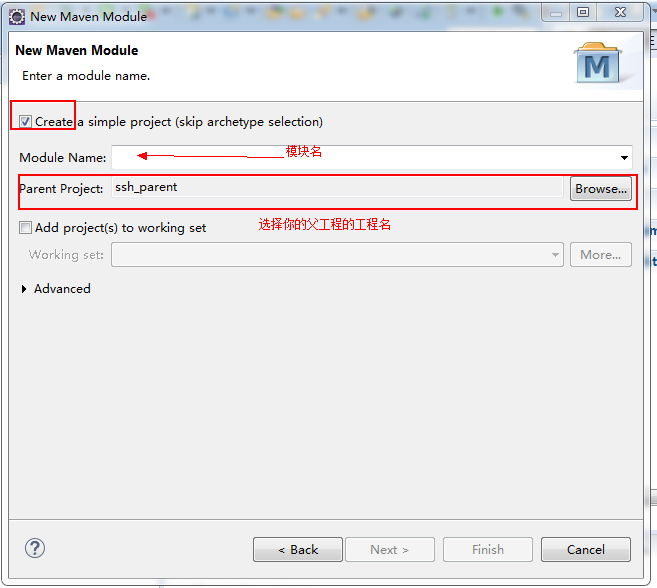 New Maven Module
New Maven Module
Enter a module name.
M
Create a simple project (skip archetype selection)
Module Name:
模块名
Parent Project: ssh_parent Browse...
Add project(s) to working set
选择你的父工程的工程名
Working set: More...
Advanced
? < Back Next > Finish Cancel